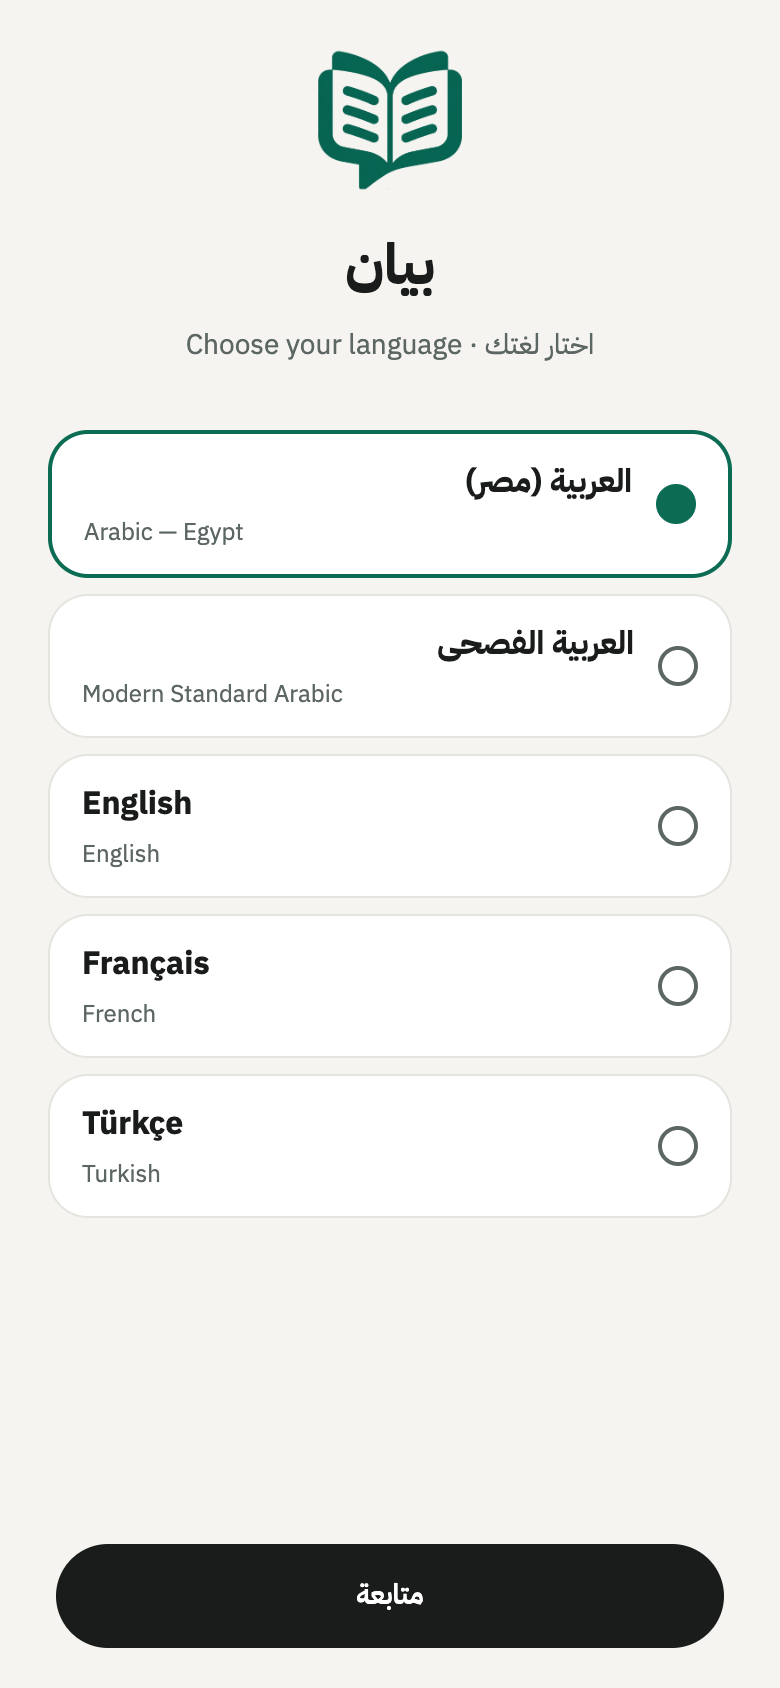 بيان
Choose your language · اختار لغتك
العربية (مصر)
Arabic — Egypt
العربية الفصحى
Modern Standard Arabic
English
English
Français
French
Türkçe
Turkish
متابعة